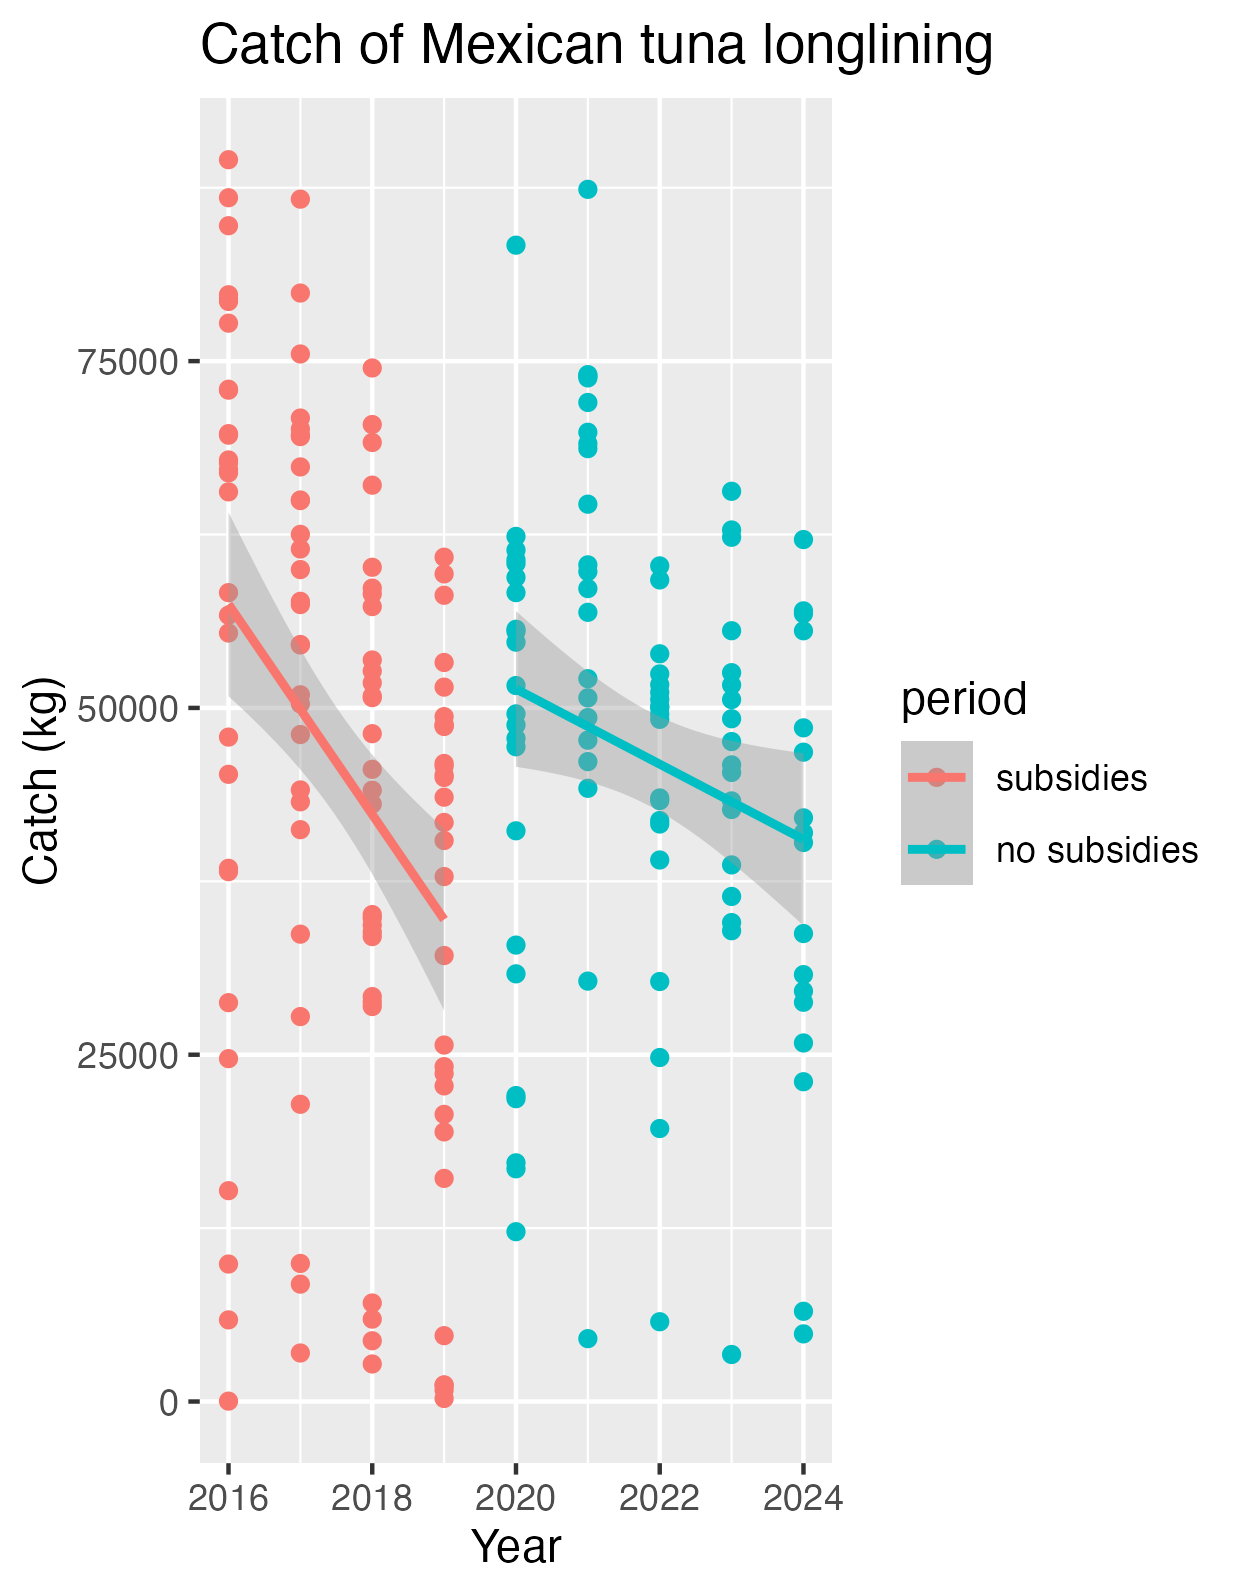 Catch of Mexican tuna longlining
Catch (kg)
75000
50000
25000
0
2016 2018 2020 2022 2024
Year
period
subsidies
no subsidies